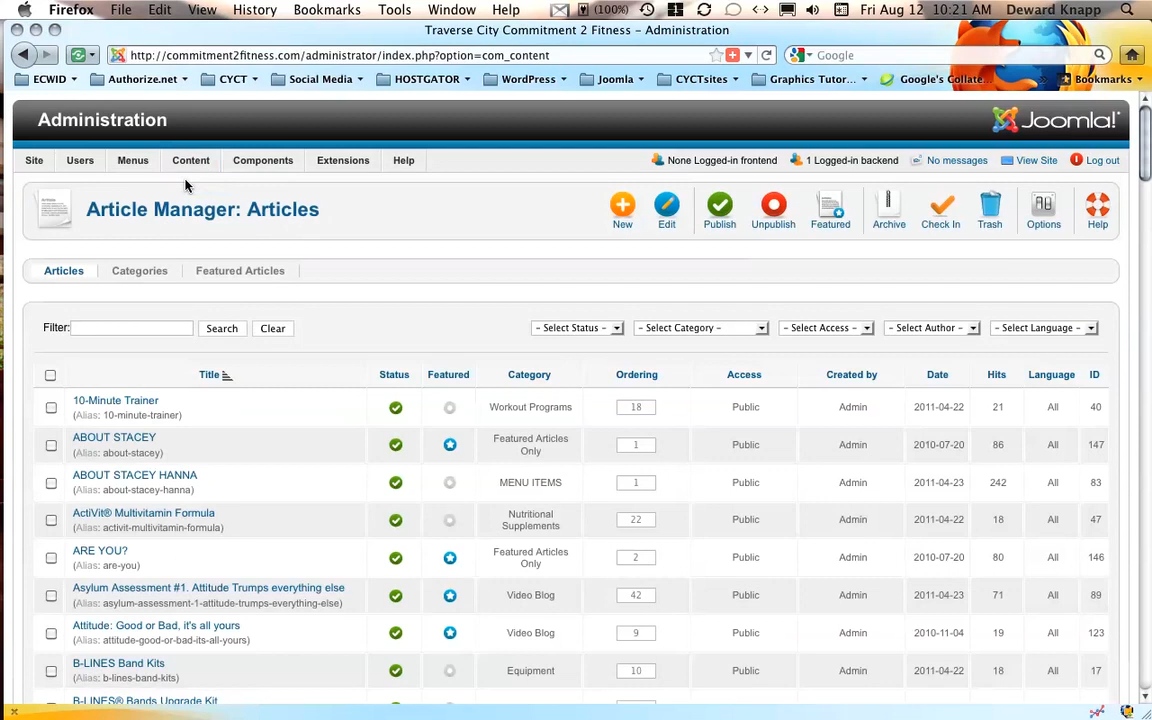 Firefox File Edit View History Bookmarks Tools Window Help (100%) Fri Aug 12 10:21 AM Deward Knapp
Traverse City Commitment 2 Fitness – Administration
http://commitment2fitness.com/administrator/index.php?option=com_content Google
ECWID Authorize.net CYCT Social Media HOSTGATOR WordPress Joomla CYCTsites Graphics Tutor... Google's Collate... Bookmarks
Administration Joomla!
Site Users Menus Content Components Extensions Help None Logged-in frontend 1 Logged-in backend No messages View Site Log out
Article Manager: Articles
New Edit Publish Unpublish Featured Archive Check In Trash Options Help
Articles Categories Featured Articles
Filter: Search Clear - Select Status - - Select Category - - Select Access - - Select Author - - Select Language -
Title Status Featured Category Ordering Access Created by Date Hits Language ID
10-Minute Trainer
(Alias: 10-minute-trainer) Workout Programs 18 Public Admin 2011-04-22 21 All 40
ABOUT STACEY
(Alias: about-stacey) Featured Articles Only 1 Public Admin 2010-07-20 86 All 147
ABOUT STACEY HANNA
(Alias: about-stacey-hanna) MENU ITEMS 1 Public Admin 2011-04-23 242 All 83
ActiVit® Multivitamin Formula
(Alias: activit-multivitamin-formula) Nutritional Supplements 22 Public Admin 2011-04-22 18 All 47
ARE YOU?
(Alias: are-you) Featured Articles Only 2 Public Admin 2010-07-20 80 All 146
Asylum Assessment #1. Attitude Trumps everything else
(Alias: asylum-assessment-1-attitude-trumps-everything-else) Video Blog 42 Public Admin 2011-04-23 71 All 89
Attitude: Good or Bad, it's all yours
(Alias: attitude-good-or-bad-its-all-yours) Video Blog 9 Public Admin 2010-11-04 19 All 123
B-LINES Band Kits
(Alias: b-lines-band-kits) Equipment 10 Public Admin 2011-04-22 18 All 17
B-LINES® Bands Upgrade Kit